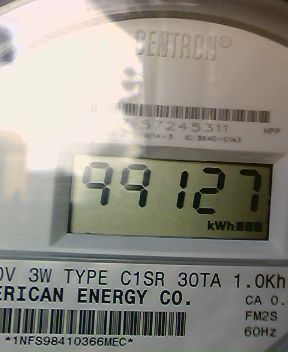 CENTRON®
57245311 HPP
99127
kWh
0V 3W TYPE C1SR 30TA 1.0Kh
ERICAN ENERGY CO. CA 0.
FM2S
60Hz
*1NFS98410366MEC*